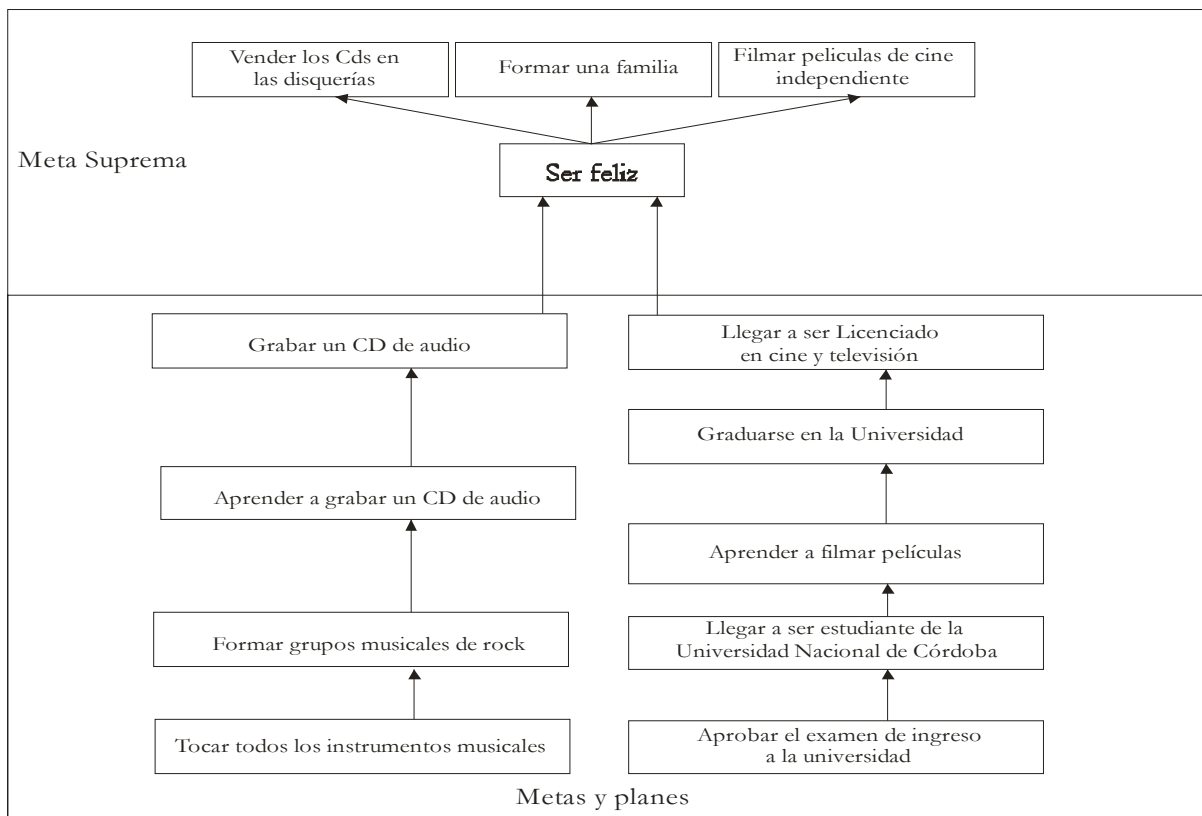 Vender los Cds en
las disquerías
Formar una familia
Filmar peliculas de cine
independiente
Meta Suprema
Ser feliz
Grabar un CD de audio
Llegar a ser Licenciado
en cine y televisión
Graduarse en la Universidad
Aprender a grabar un CD de audio
Aprender a filmar películas
Formar grupos musicales de rock
Llegar a ser estudiante de la
Universidad Nacional de Córdoba
Tocar todos los instrumentos musicales
Aprobar el examen de ingreso
a la universidad
Metas y planes